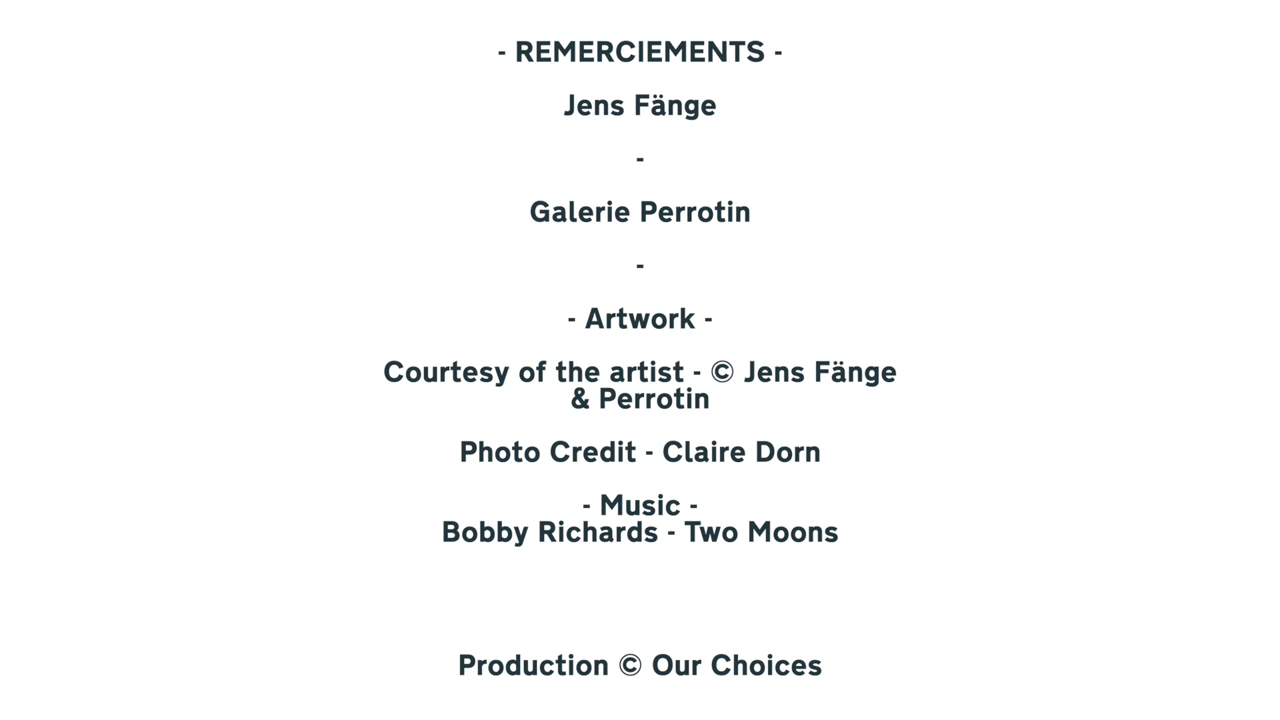 - REMERCIEMENTS -
Jens Fänge
-
Galerie Perrotin
-
- Artwork -
Courtesy of the artist - © Jens Fänge
& Perrotin
Photo Credit - Claire Dorn
- Music -
Bobby Richards - Two Moons
Production © Our Choices